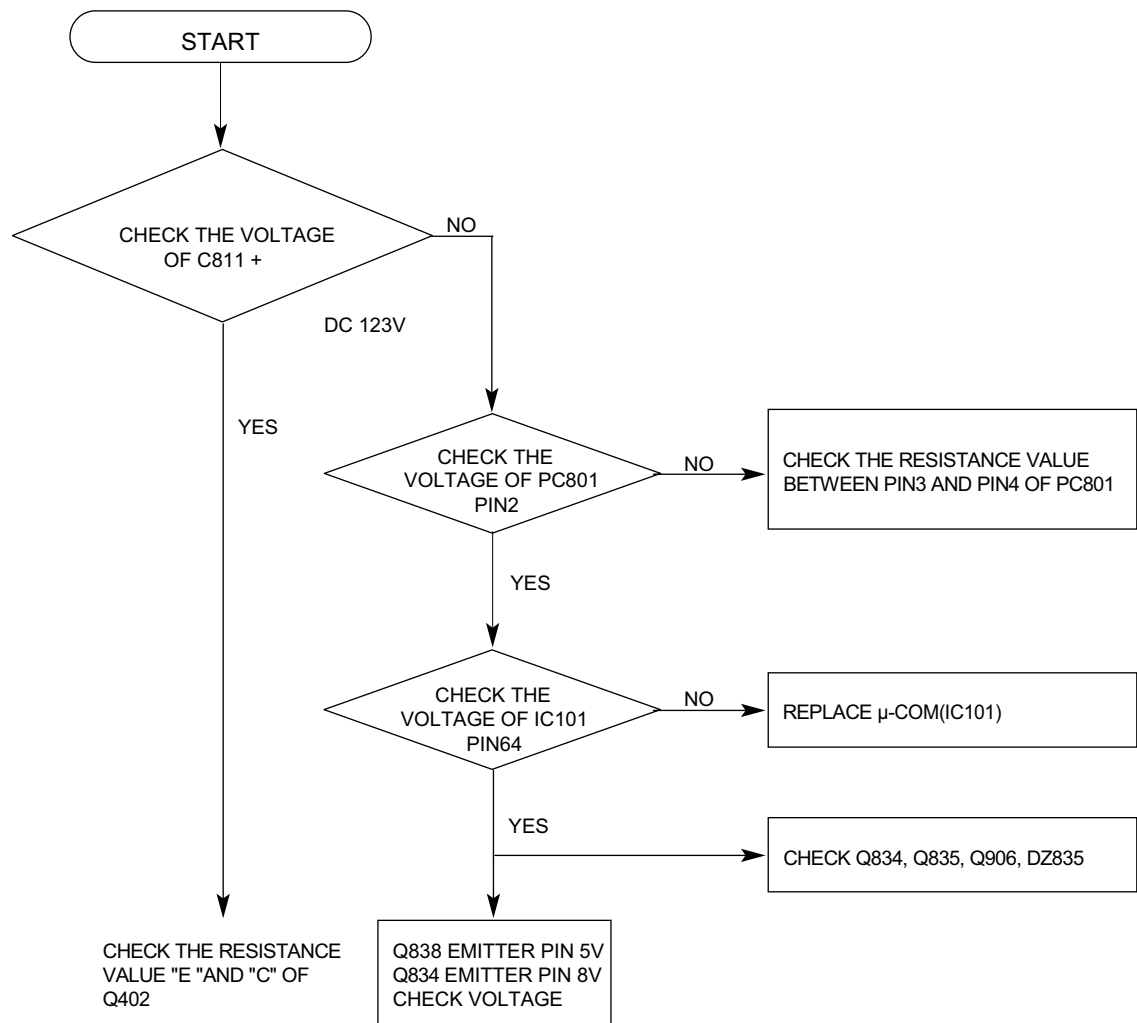 START
CHECK THE VOLTAGE
OF C811 +
NO
DC 123V
YES
CHECK THE
VOLTAGE OF PC801
PIN2
NO
CHECK THE RESISTANCE VALUE
BETWEEN PIN3 AND PIN4 OF PC801
YES
CHECK THE
VOLTAGE OF IC101
PIN64
NO
REPLACE µ-COM(IC101)
YES
CHECK Q834, Q835, Q906, DZ835
CHECK THE RESISTANCE
VALUE "E "AND "C" OF
Q402
Q838 EMITTER PIN 5V
Q834 EMITTER PIN 8V
CHECK VOLTAGE